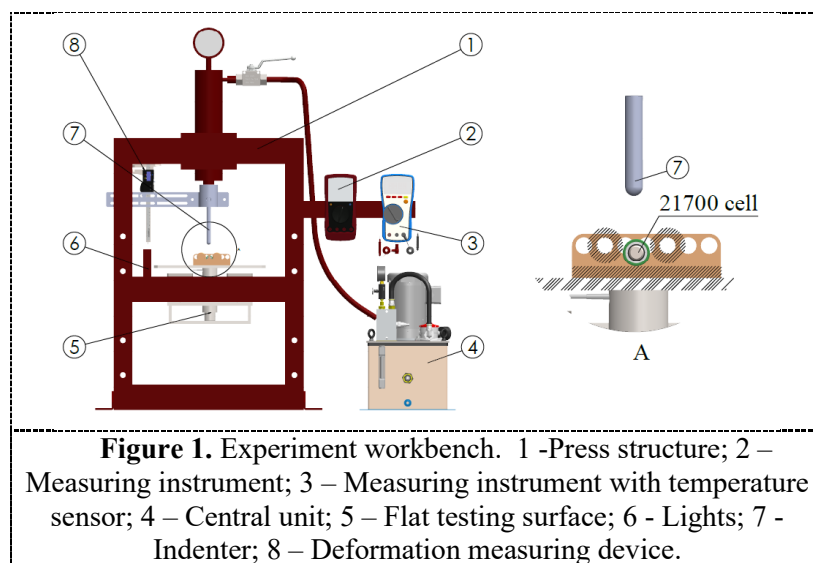 8
1
7
2
7
21700 cell
6
3
5
4
A
Figure 1. Experiment workbench. 1 -Press structure; 2 –
Measuring instrument; 3 – Measuring instrument with temperature
sensor; 4 – Central unit; 5 – Flat testing surface; 6 - Lights; 7 -
Indenter; 8 – Deformation measuring device.